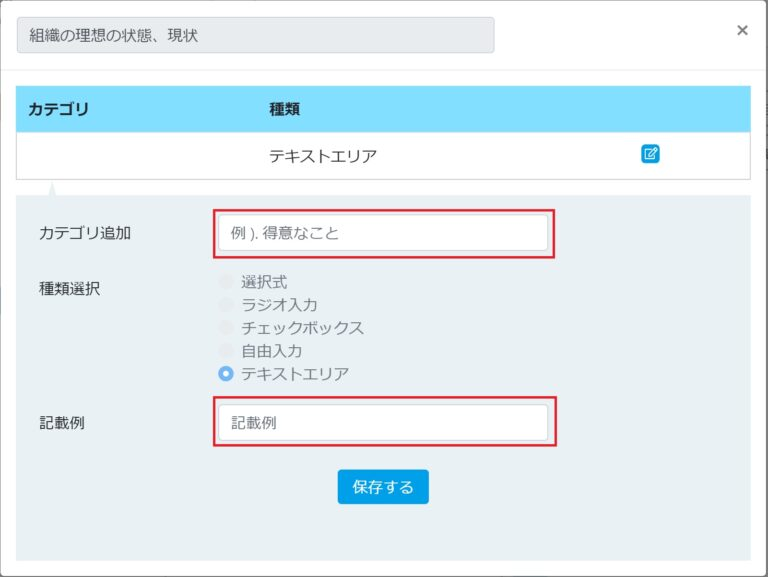 組織の理想の状態、現状
×
カテゴリ 種類
テキストエリア
カテゴリ追加 例 ). 得意なこと
種類選択 選択式
ラジオ入力
チェックボックス
自由入力
テキストエリア
記載例 記載例
保存する